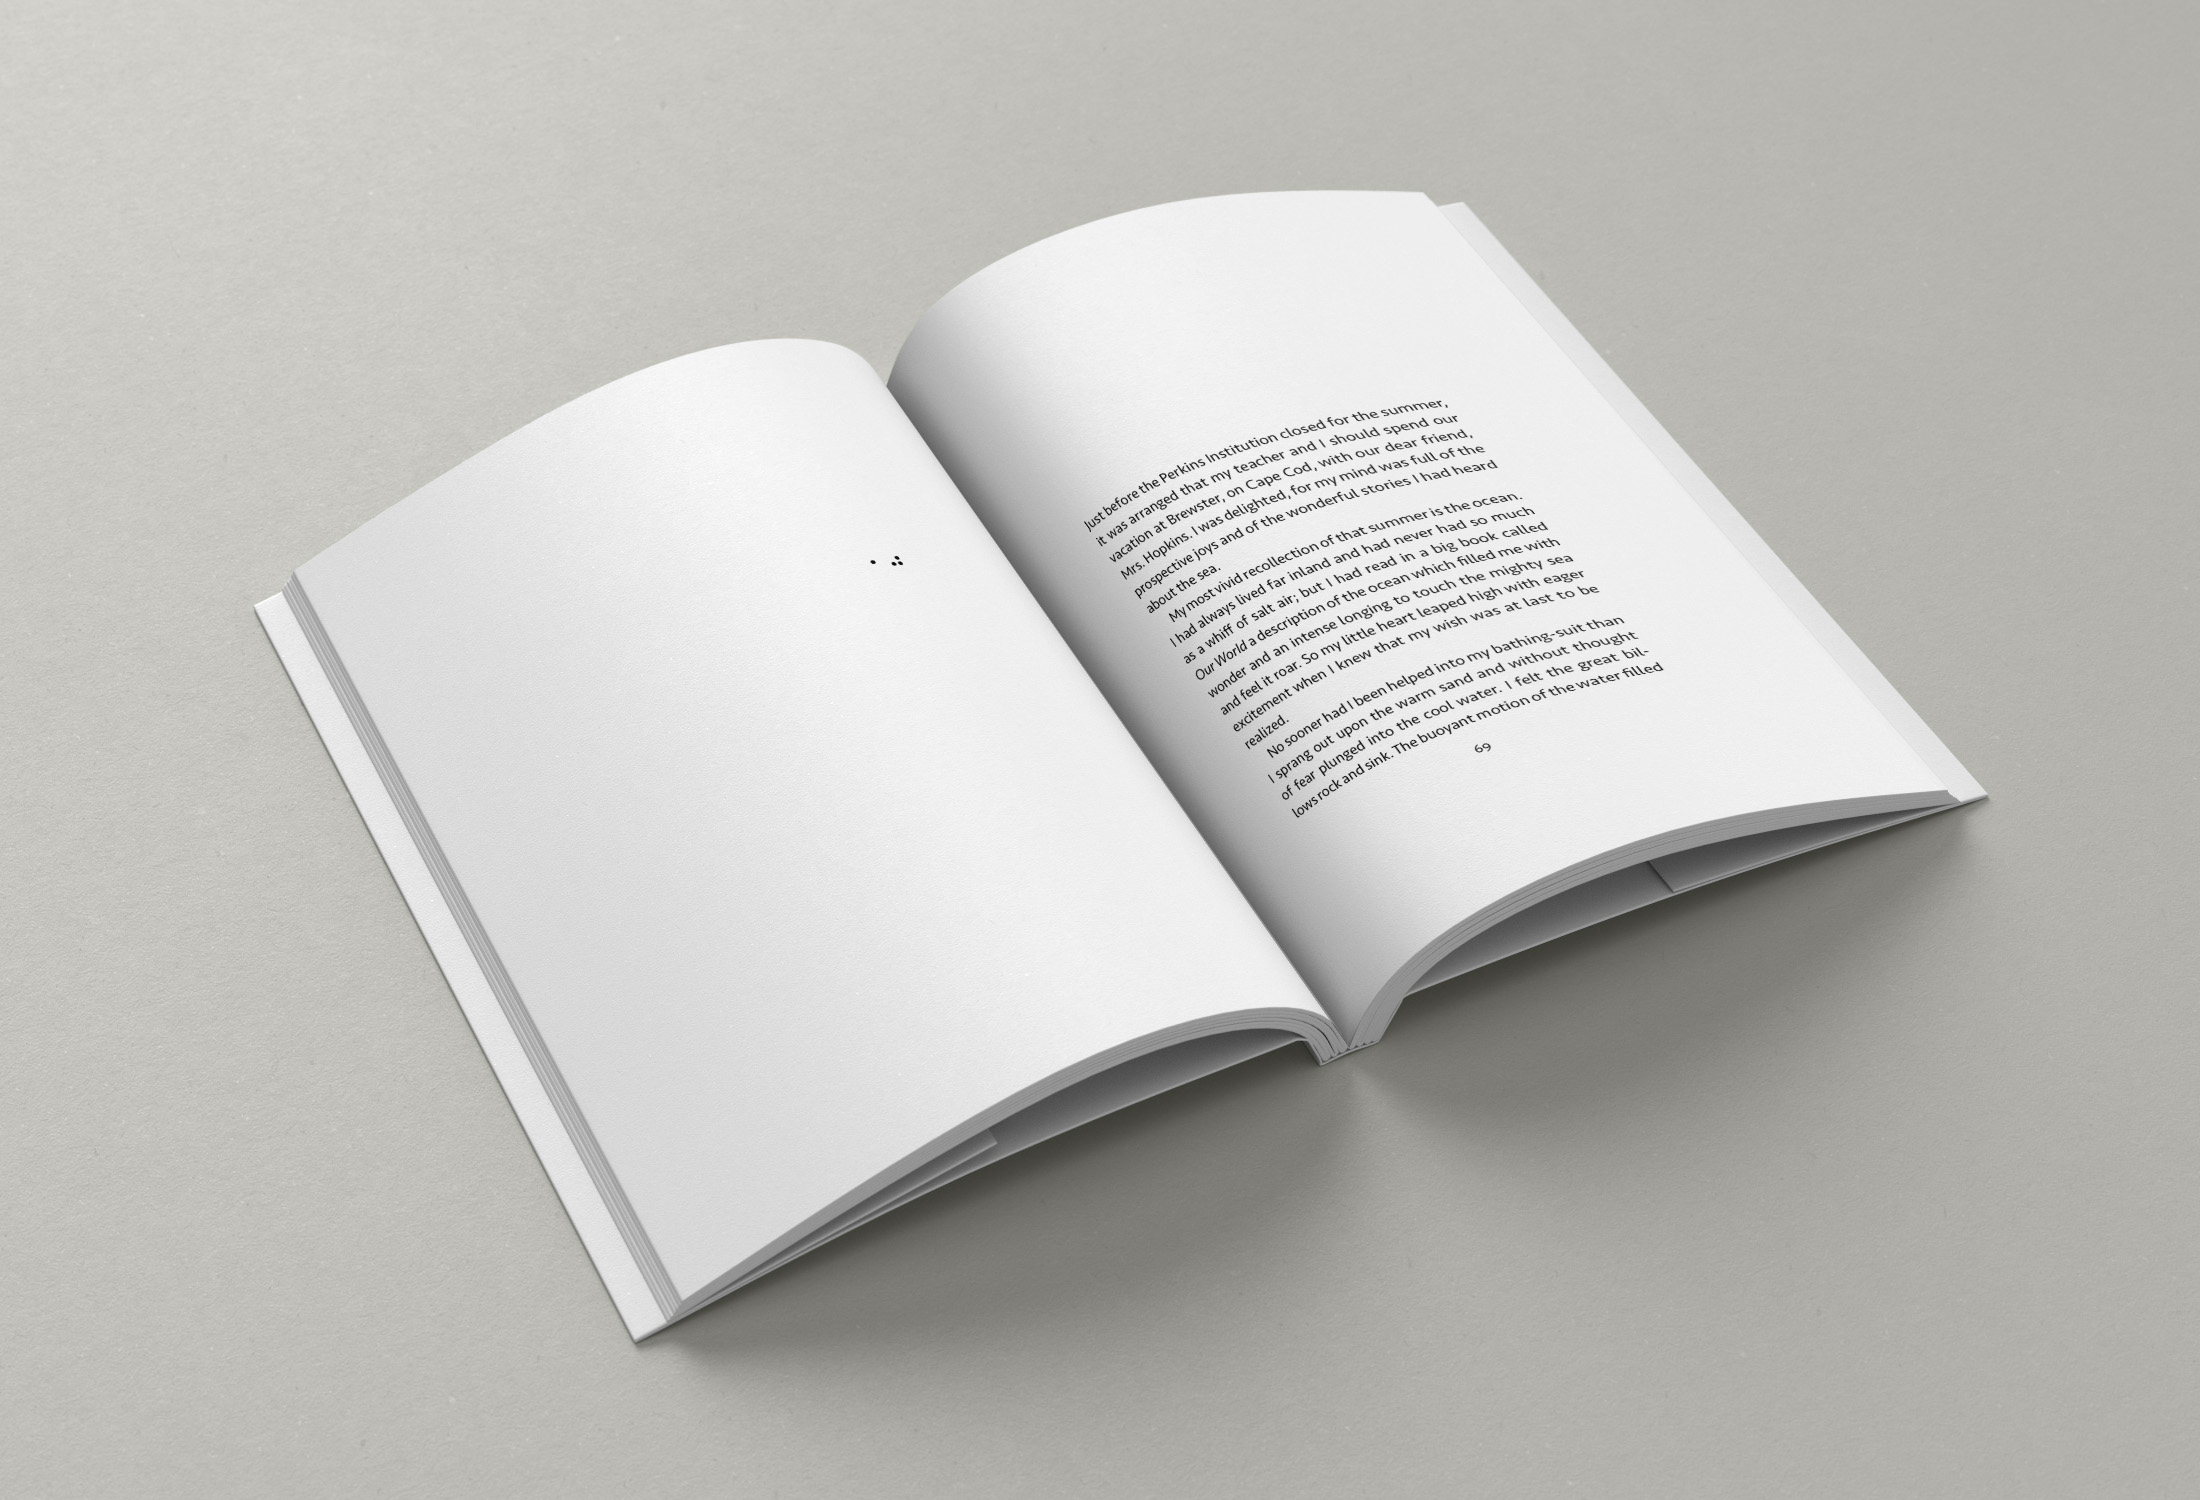 ⠁⠚
Just before the Perkins Institution closed for the summer,
it was arranged that my teacher and I should spend our
vacation at Brewster, on Cape Cod, with our dear friend,
Mrs. Hopkins. I was delighted, for my mind was full of the
prospective joys and of the wonderful stories I had heard
about the sea.
My most vivid recollection of that summer is the ocean.
I had always lived far inland and had never had so much
as a whiff of salt air; but I had read in a big book called
Our World a description of the ocean which filled me with
wonder and an intense longing to touch the mighty sea
and feel it roar. So my little heart leaped high with eager
excitement when I knew that my wish was at last to be
realized.
No sooner had I been helped into my bathing-suit than
I sprang out upon the warm sand and without thought
of fear plunged into the cool water. I felt the great bil-
lows rock and sink. The buoyant motion of the water filled
69